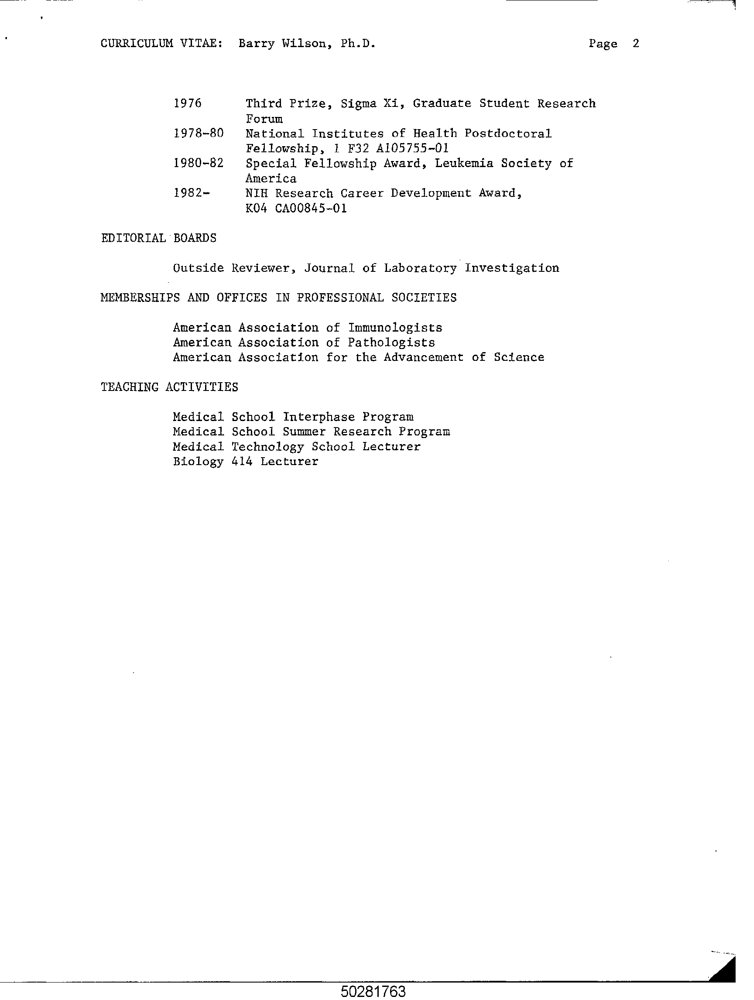 CURRICULUM VITAE: Barry Wilson, Ph.D. Page 2
1976 Third Prize, Sigma Xi, Graduate Student Research
Forum
1978-80 National Institutes of Health Postdoctoral
Fellowship, 1 F32 A105755-01
1980-82 Special Fellowship Award, Leukemia Society of
America
1982- NIH Research Career Development Award,
K04 CA00845-01
EDITORIAL BOARDS
Outside Reviewer, Journal of Laboratory Investigation
MEMBERSHIPS AND OFFICES IN PROFESSIONAL SOCIETIES
American Association of Immunologists
American Association of Pathologists
American Association for the Advancement of Science
TEACHING ACTIVITIES
Medical School Interphase Program
Medical School Summer Research Program
Medical Technology School Lecturer
Biology 414 Lecturer
50281763